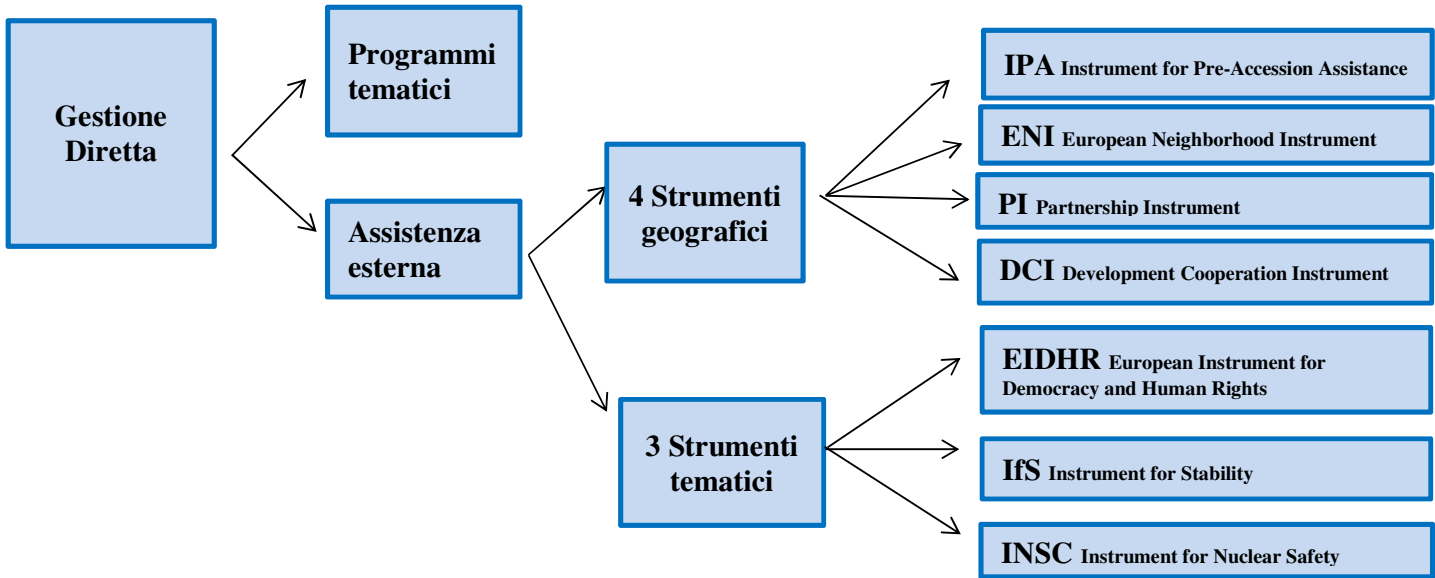 Gestione
Diretta
Programmi
tematici
Assistenza
esterna
4 Strumenti
geografici
3 Strumenti
tematici
IPA Instrument for Pre-Accession Assistance
ENI European Neighborhood Instrument
PI Partnership Instrument
DCI Development Cooperation Instrument
EIDHR European Instrument for
Democracy and Human Rights
IfS Instrument for Stability
INSC Instrument for Nuclear Safety